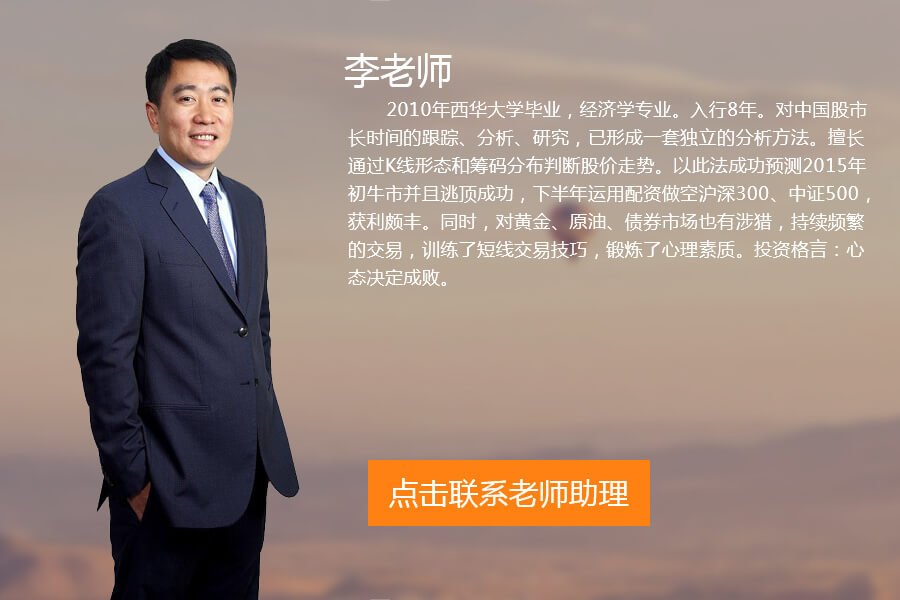 李老师
2010年西华大学毕业，经济学专业。入行8年。对中国股市
长时间的跟踪、分析、研究，已形成一套独立的分析方法。擅长
通过K线形态和筹码分布判断股价走势。以此法成功预测2015年
初牛市并且逃顶成功，下半年运用配资做空沪深300、中证500，
获利颇丰。同时，对黄金、原油、债券市场也有涉猎，持续频繁
的交易，训练了短线交易技巧，锻炼了心理素质。投资格言：心
态决定成败。
点击联系老师助理